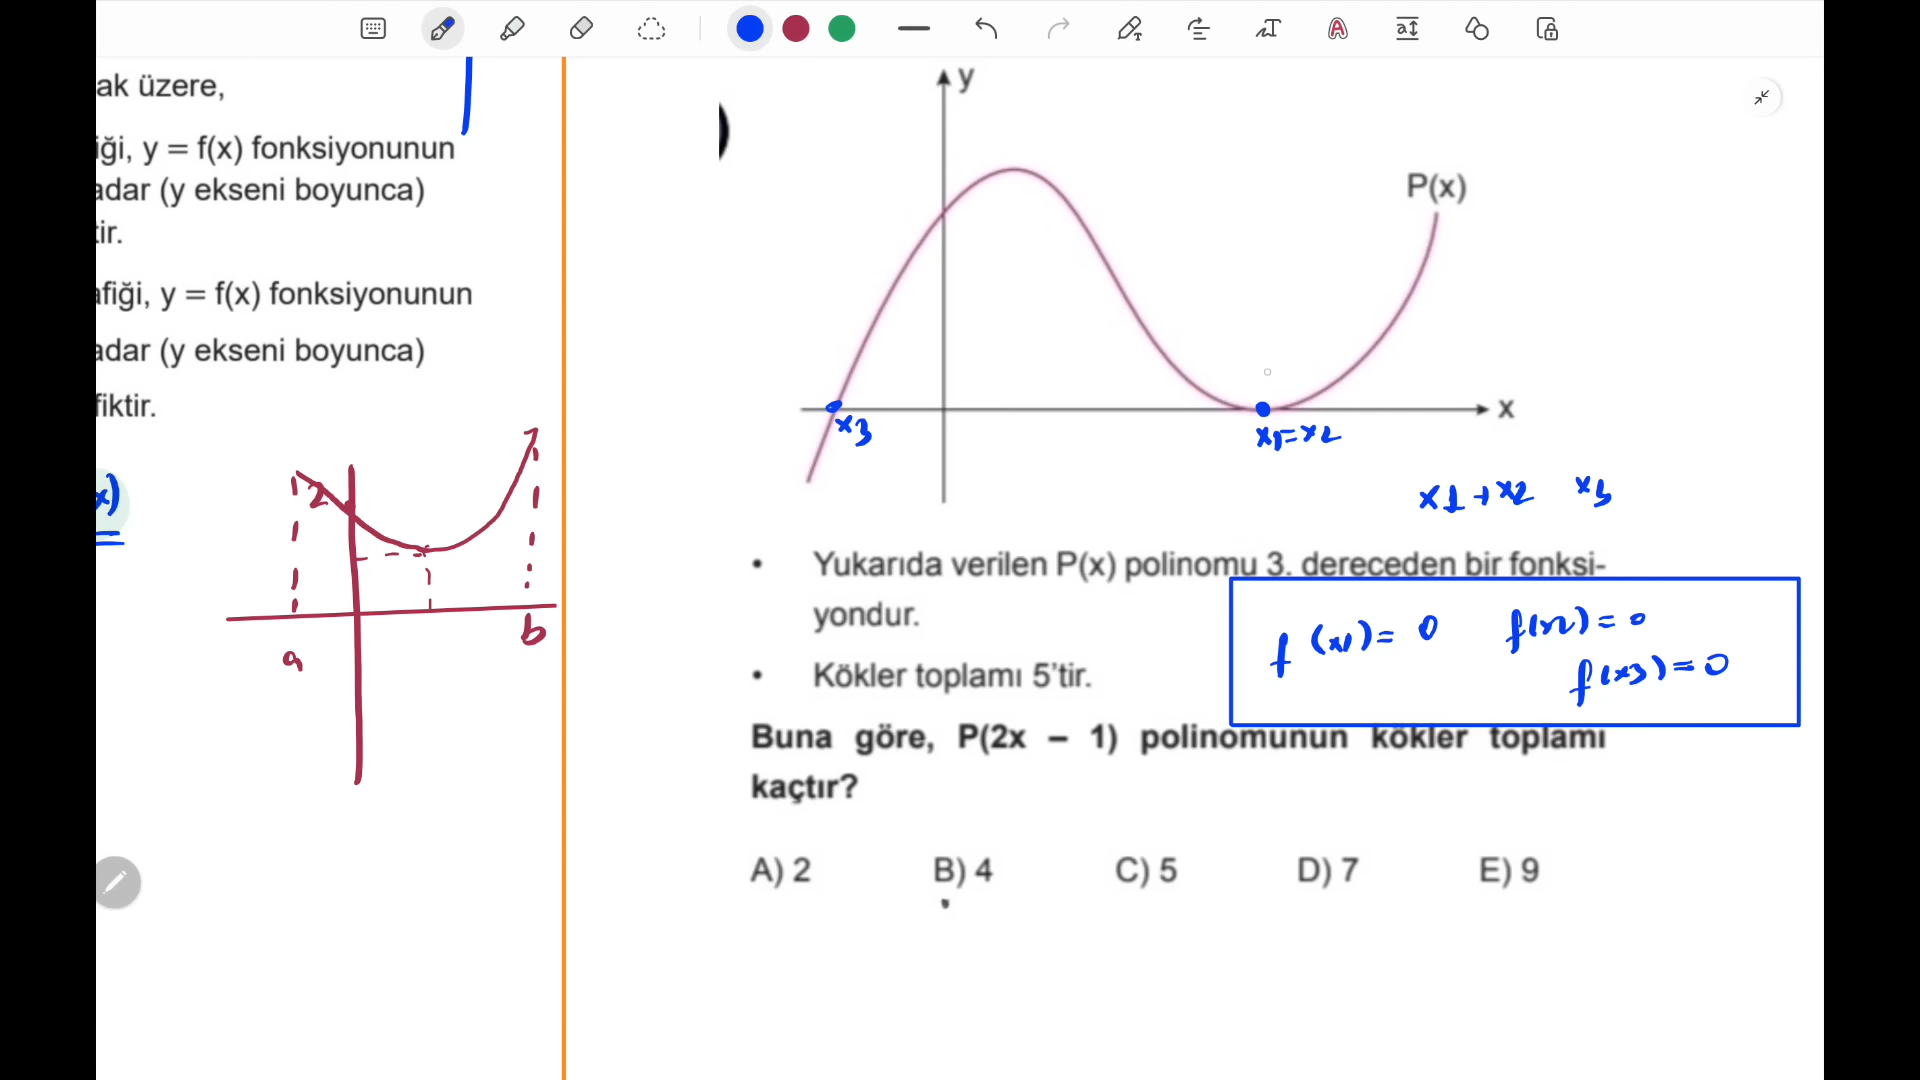 ak üzere,
iği, y = f(x) fonksiyonunun
adar (y ekseni boyunca)
tir.
afiği, y = f(x) fonksiyonunun
adar (y ekseni boyunca)
fiktir.
x)
2
a
b
y
P(x)
x
x3
x1=x2
x1+x2 x3
• Yukarıda verilen P(x) polinomu 3. dereceden bir fonksi-
yondur.
f(x1)= 0 f(x2)=0
f(x3)=0
• Kökler toplamı 5'tir.
Buna göre, P(2x – 1) polinomunun kökler toplamı
kaçtır?
A) 2 B) 4 C) 5 D) 7 E) 9